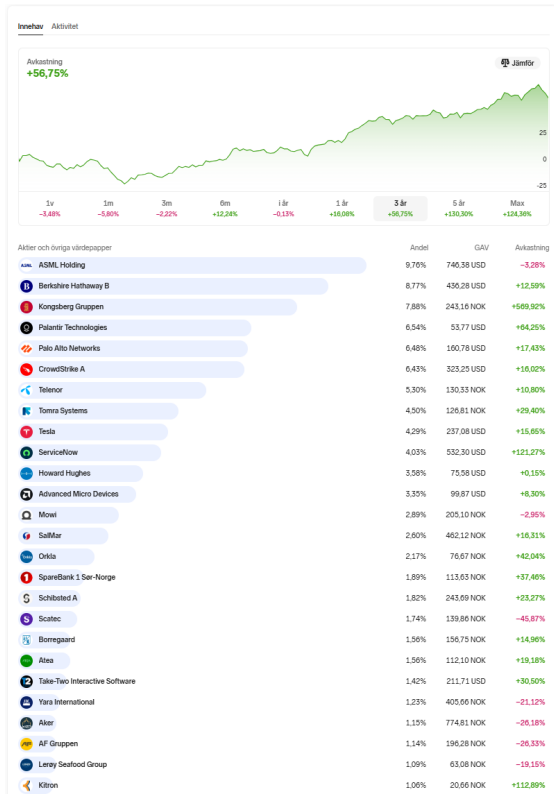 Innehav Aktivitet
Avkastning
+56,75%
Jämför
25
0
-25
1v 1m 3m 6m i år 1 år 3 år 5 år Max
−3,48% −5,80% −2,22% +12,24% −0,13% +16,08% +56,75% +130,30% +124,36%
Aktier och övriga värdepapper Andel GAV Avkastning
ASML ASML Holding 9,76% 746,38 USD −3,28%
B Berkshire Hathaway B 8,77% 436,28 USD +12,59%
Kongsberg Gruppen 7,88% 243,16 NOK +569,92%
Palantir Technologies 6,54% 53,77 USD +64,25%
Palo Alto Networks 6,48% 160,78 USD +17,43%
CrowdStrike A 6,43% 323,25 USD +16,02%
Telenor 5,30% 130,33 NOK +10,80%
Tomra Systems 4,50% 126,81 NOK +29,40%
Tesla 4,29% 237,08 USD +15,65%
ServiceNow 4,03% 532,30 USD +121,27%
Howard Hughes 3,58% 75,58 USD +0,15%
Advanced Micro Devices 3,35% 99,87 USD +8,30%
Mowi 2,89% 205,10 NOK −2,95%
SalMar 2,60% 462,12 NOK +16,31%
Orkla 2,17% 76,67 NOK +42,04%
1 SpareBank 1 Sør-Norge 1,89% 113,63 NOK +37,46%
S Schibsted A 1,82% 243,69 NOK +23,27%
S Scatec 1,74% 139,86 NOK −45,87%
Borregaard 1,56% 156,75 NOK +14,96%
Atea 1,56% 112,10 NOK +19,18%
Take-Two Interactive Software 1,42% 211,71 USD +30,50%
Yara International 1,23% 405,66 NOK −21,12%
Aker 1,15% 774,81 NOK −26,18%
AF Gruppen 1,14% 196,28 NOK −26,33%
Lerøy Seafood Group 1,09% 63,08 NOK −19,15%
Kitron 1,06% 20,66 NOK +112,89%